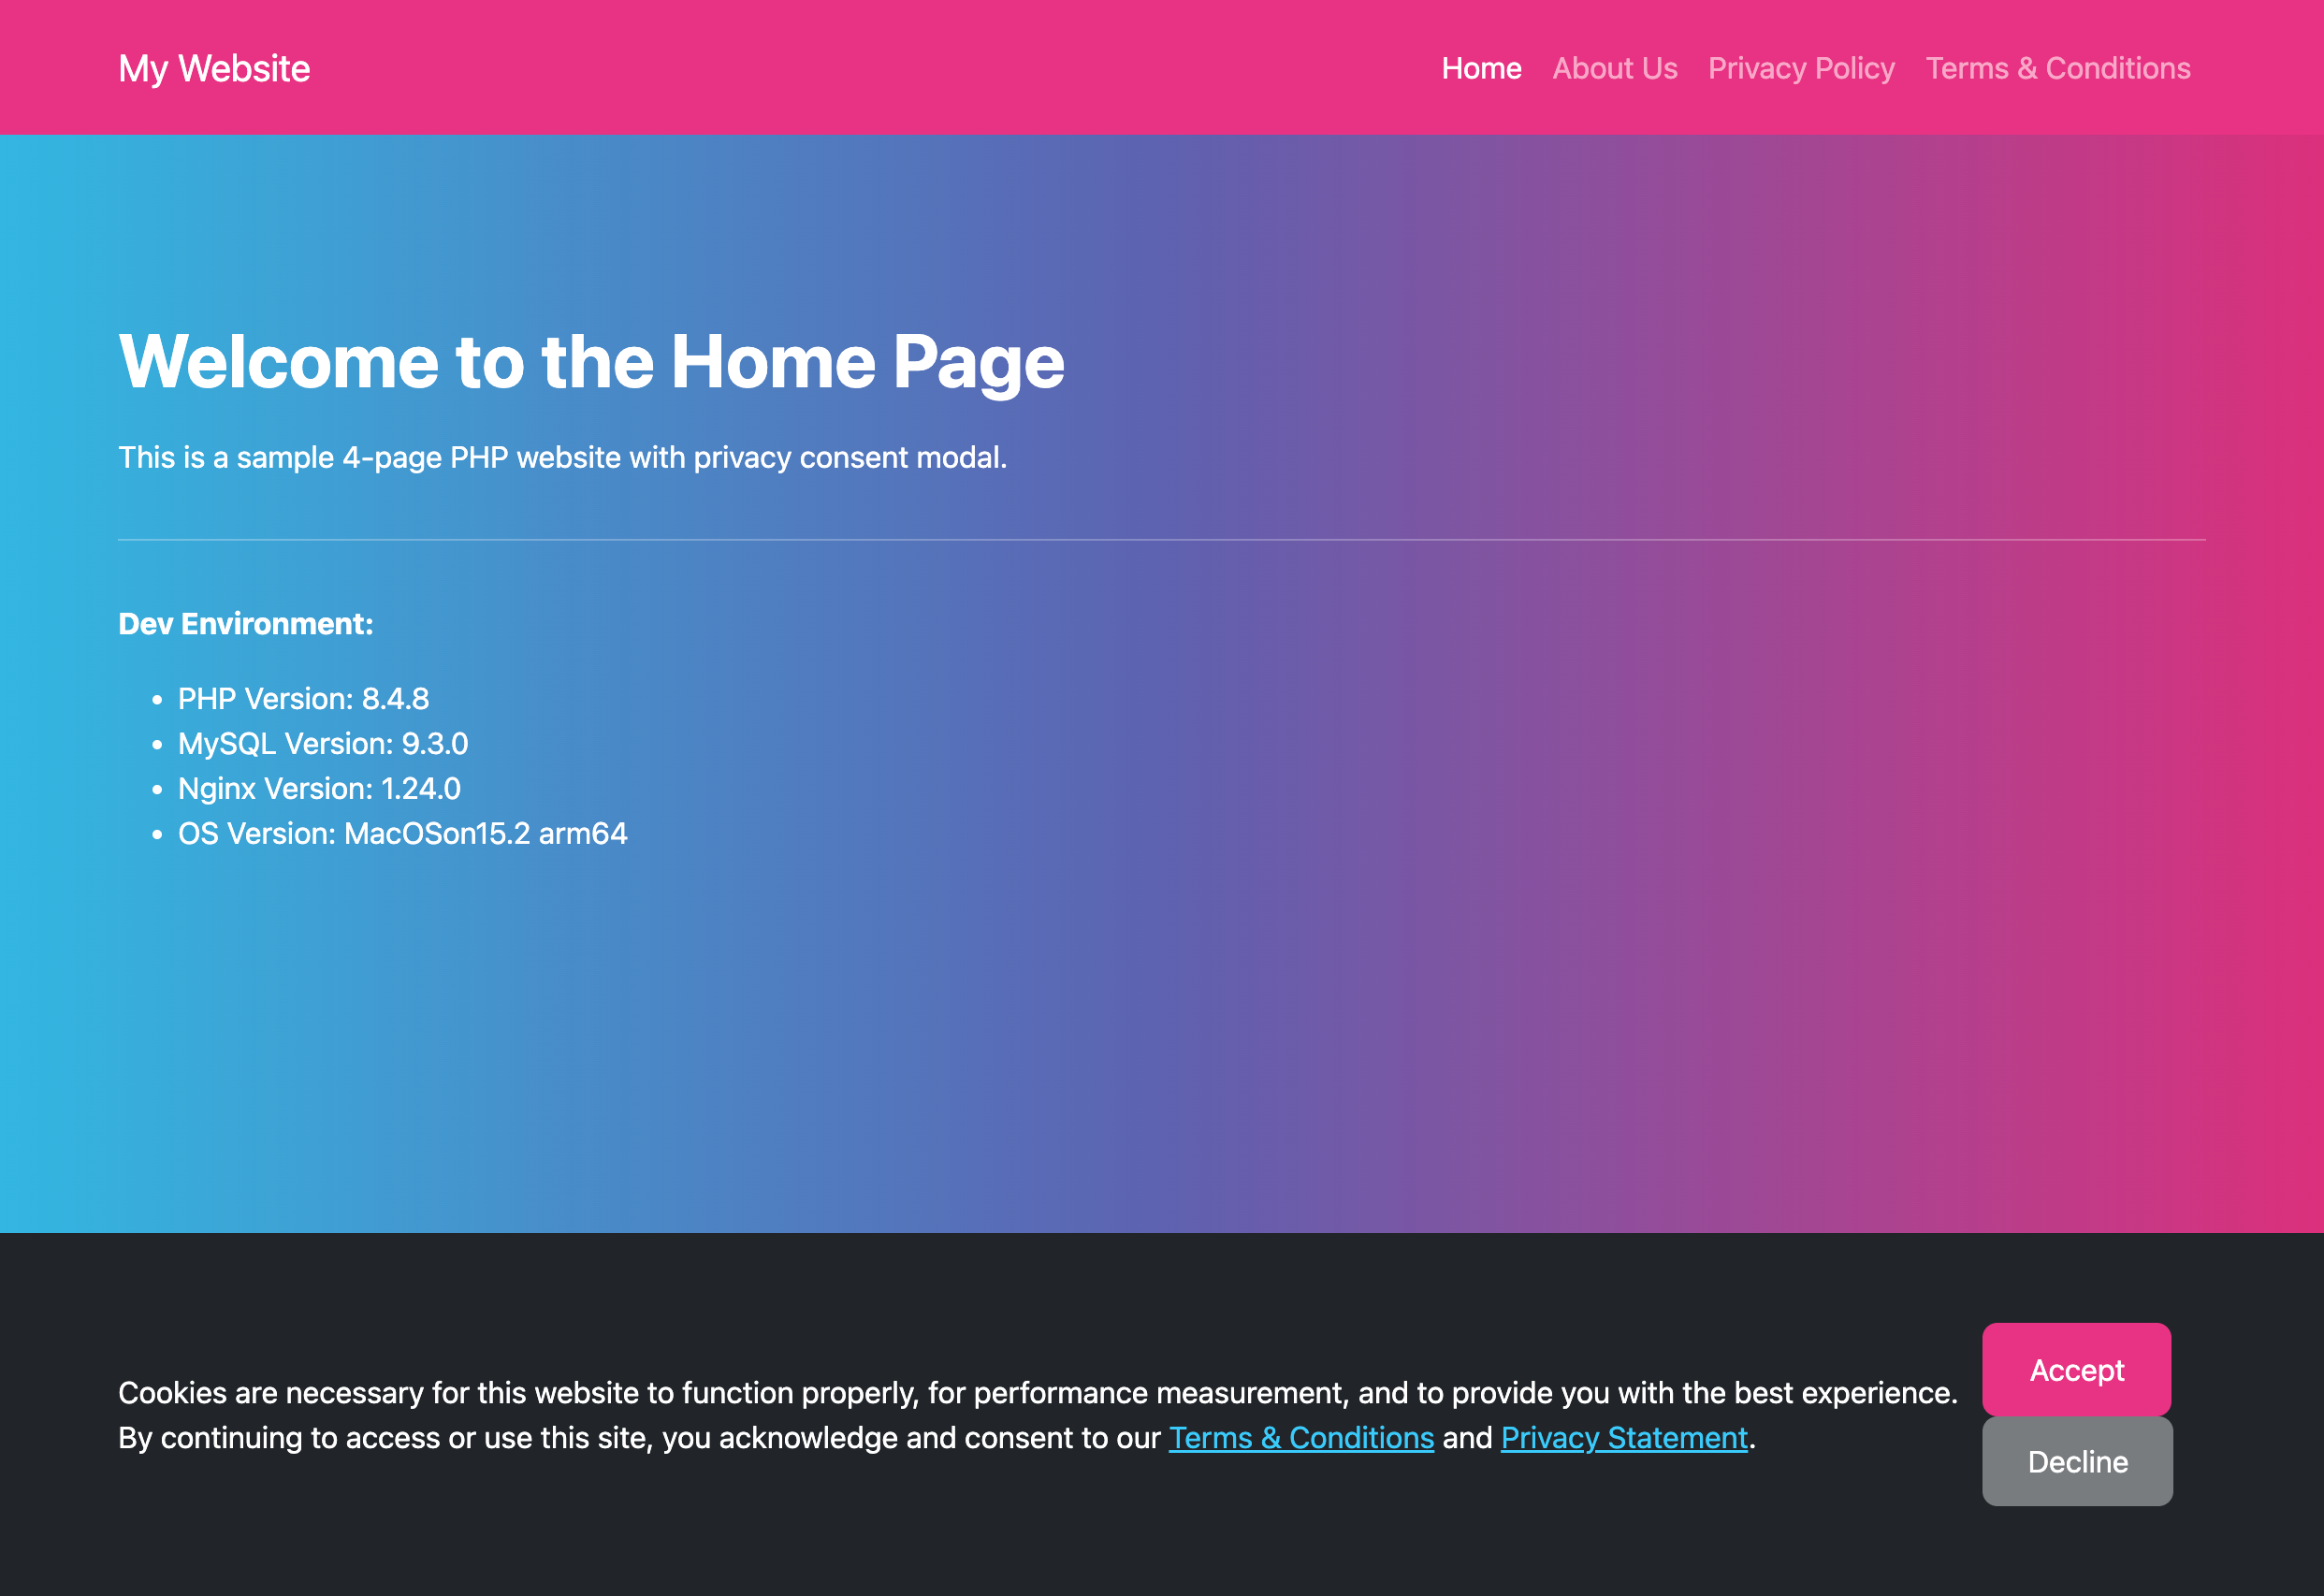 My Website
Home About Us Privacy Policy Terms & Conditions
Welcome to the Home Page
This is a sample 4-page PHP website with privacy consent modal.
Dev Environment:
• PHP Version: 8.4.8
• MySQL Version: 9.3.0
• Nginx Version: 1.24.0
• OS Version: MacOSon15.2 arm64
Cookies are necessary for this website to function properly, for performance measurement, and to provide you with the best experience.
By continuing to access or use this site, you acknowledge and consent to our Terms & Conditions and Privacy Statement.
Accept
Decline